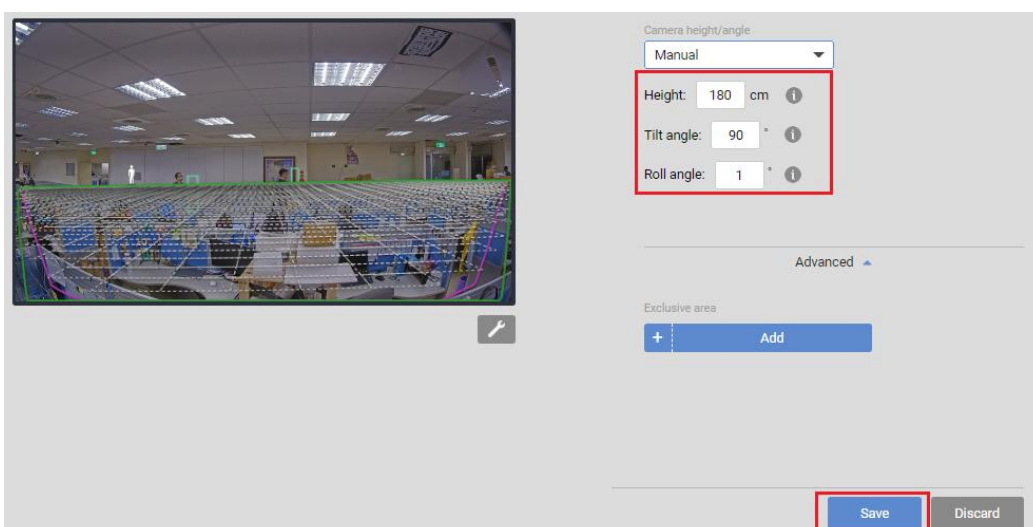 Camera height/angle
Manual
Height: 180 cm
Tilt angle: 90 °
Roll angle: 1 °
Advanced
Exclusive area
+ Add
Save Discard